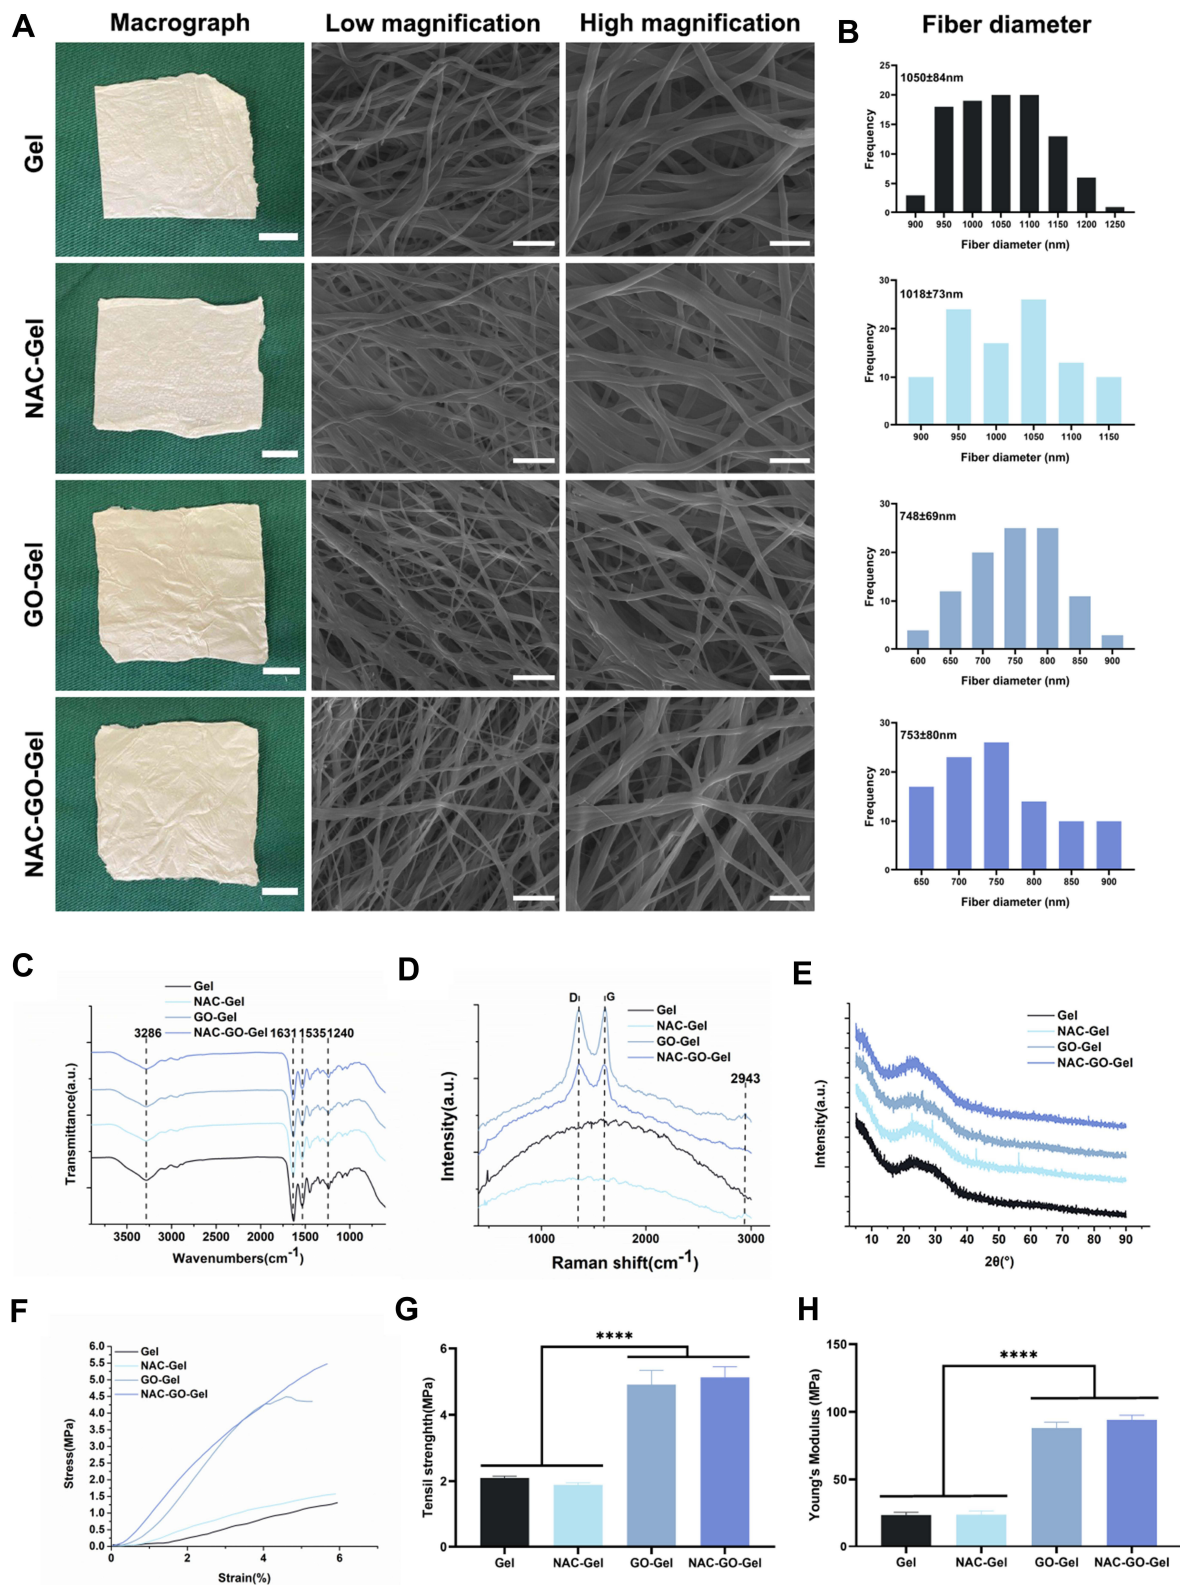 A
Macrograph
Low magnification
High magnification
B
Fiber diameter
Gel
NAC-Gel
GO-Gel
NAC-GO-Gel
1050±84nm
Frequency
25
20
15
10
5
0
900 950 1000 1050 1100 1150 1200 1250
Fiber diameter (nm)
1018±73nm
Frequency
30
20
10
0
900 950 1000 1050 1100 1150
Fiber diameter (nm)
748±69nm
Frequency
30
20
10
0
600 650 700 750 800 850 900
Fiber diameter (nm)
753±80nm
Frequency
30
20
10
0
650 700 750 800 850 900
Fiber diameter (nm)
C
Gel
NAC-Gel
GO-Gel
NAC-GO-Gel
3286
1631 1535 1240
Transmittance(a.u.)
3500 3000 2500 2000 1500 1000
Wavenumbers(cm-1)
D
D
G
Gel
NAC-Gel
GO-Gel
NAC-GO-Gel
2943
Intensity(a.u.)
1000 2000 3000
Raman shift(cm-1)
E
Gel
NAC-Gel
GO-Gel
NAC-GO-Gel
Intensity(a.u.)
10 20 30 40 50 60 70 80 90
2θ(°)
F
Gel
NAC-Gel
GO-Gel
NAC-GO-Gel
Stress(MPa)
6.0
5.5
5.0
4.5
4.0
3.5
3.0
2.5
2.0
1.5
1.0
0.5
0.0
0 2 4 6
Strain(%)
G
****
Tensil strenghth(MPa)
6
4
2
0
Gel NAC-Gel GO-Gel NAC-GO-Gel
H
****
Young's Modulus (MPa)
150
100
50
0
Gel NAC-Gel GO-Gel NAC-GO-Gel